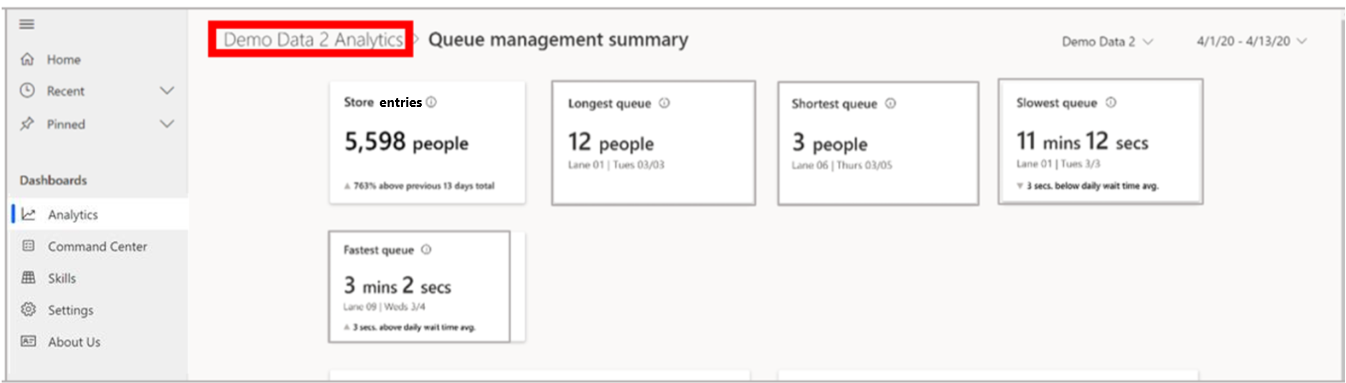 Home
Recent
Pinned
Dashboards
Analytics
Command Center
Skills
Settings
About Us
Demo Data 2 Analytics > Queue management summary
Demo Data 2
4/1/20 - 4/13/20
Store entries
5,598 people
763% above previous 13 days total
Longest queue
12 people
Lane 01 | Tues 03/03
Shortest queue
3 people
Lane 06 | Thurs 03/05
Slowest queue
11 mins 12 secs
Lane 01 | Tues 3/3
3 secs. below daily wait time avg.
Fastest queue
3 mins 2 secs
Lane 09 | Weds 3/4
3 secs. above daily wait time avg.